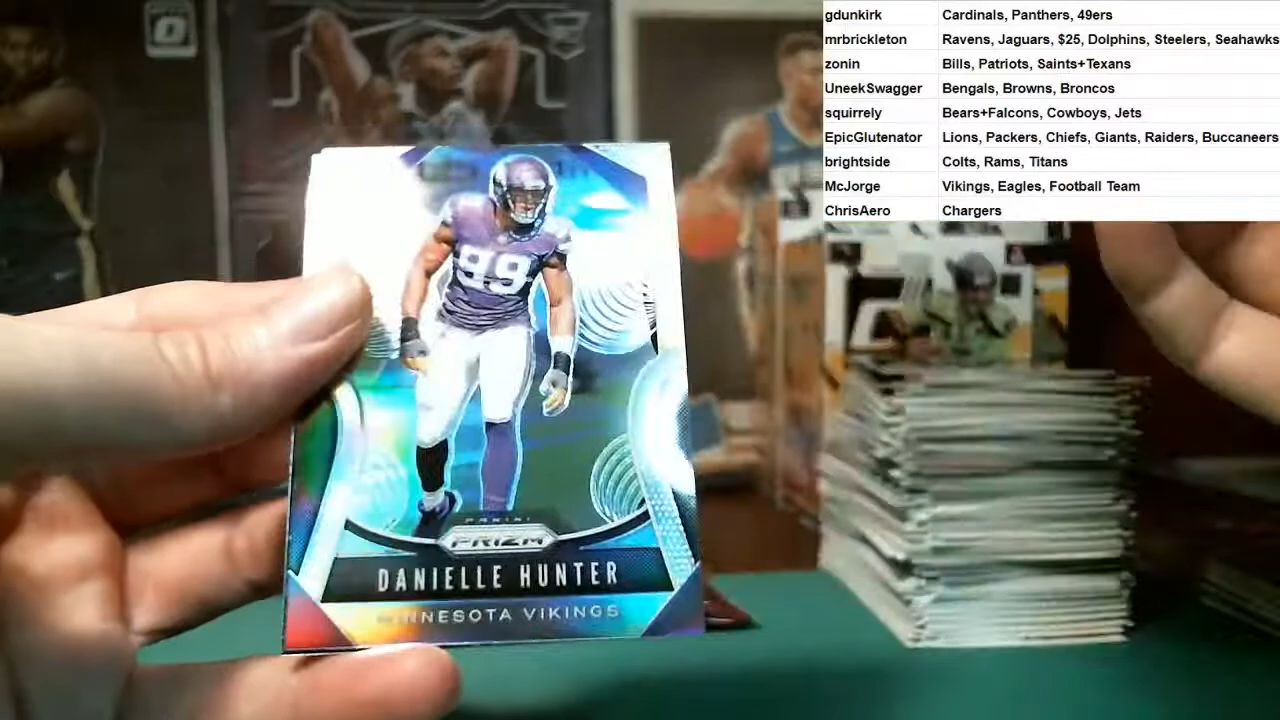 gdunkirk Cardinals, Panthers, 49ers
mrbrickleton Ravens, Jaguars, $25, Dolphins, Steelers, Seahawks
zonin Bills, Patriots, Saints+Texans
UneekSwagger Bengals, Browns, Broncos
squirrely Bears+Falcons, Cowboys, Jets
EpicGlutenator Lions, Packers, Chiefs, Giants, Raiders, Buccaneers
brightside Colts, Rams, Titans
McJorge Vikings, Eagles, Football Team
ChrisAero Chargers
99
PANINI
PRIZM
DANIELLE HUNTER
MINNESOTA VIKINGS